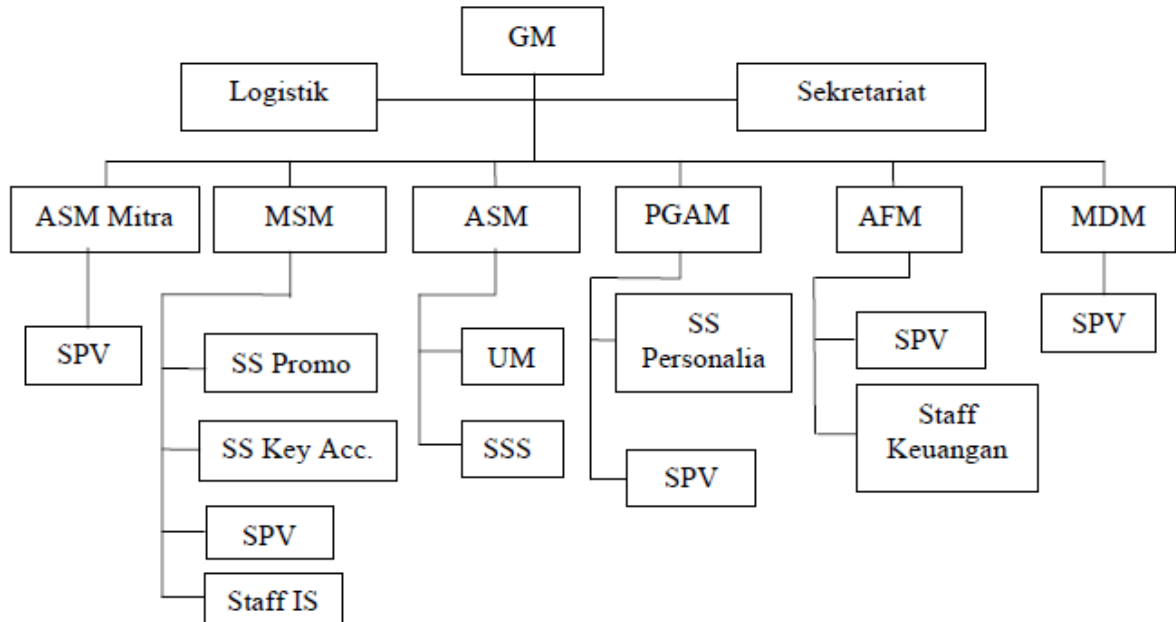 GM
Logistik
Sekretariat
ASM Mitra
MSM
ASM
PGAM
AFM
MDM
SPV
SS Promo
SS Key Acc.
SPV
Staff IS
UM
SSS
SS
Personalia
SPV
SPV
Staff
Keuangan
SPV